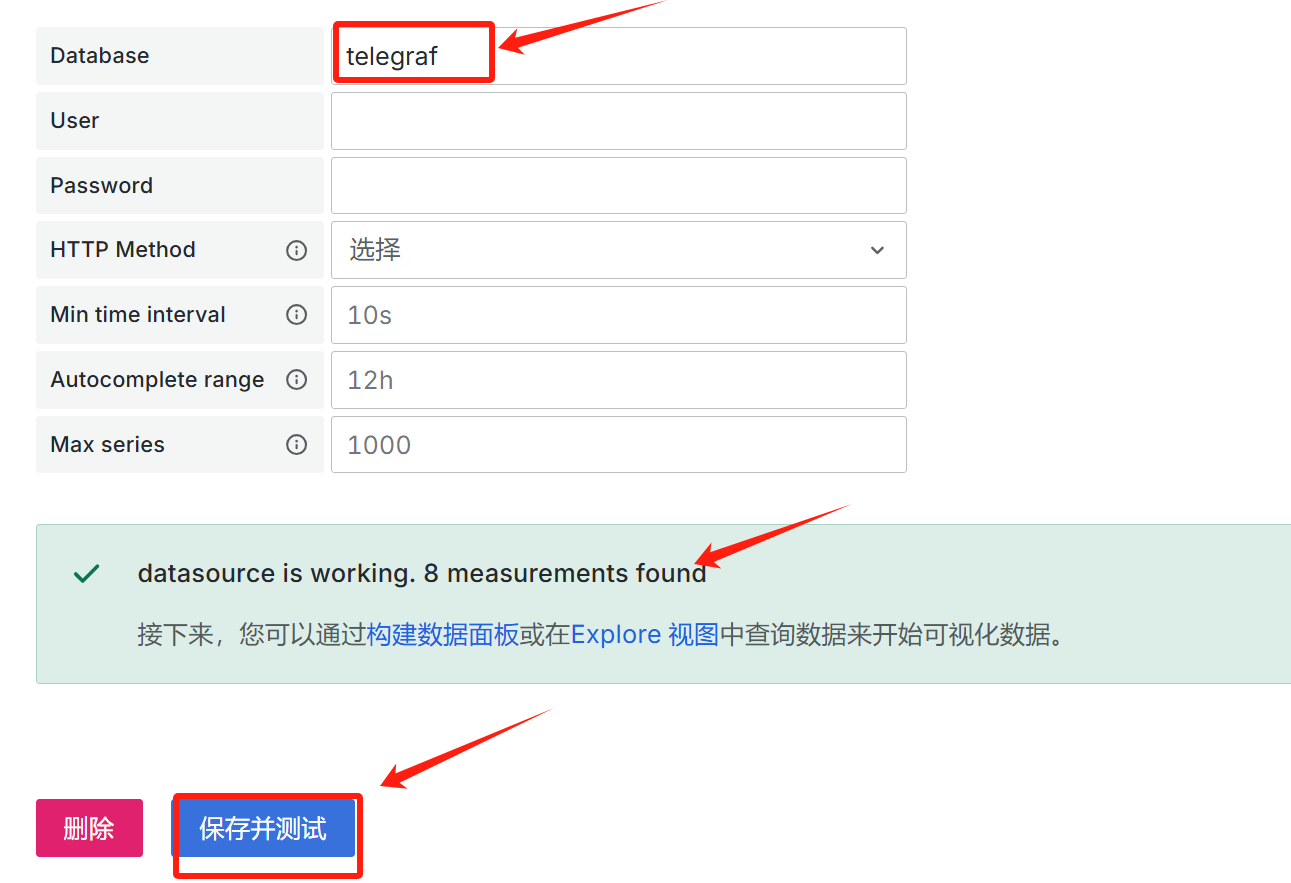 Database telegraf
User
Password
HTTP Method 选择
Min time interval 10s
Autocomplete range 12h
Max series 1000
datasource is working. 8 measurements found
接下来，您可以通过构建数据面板或在Explore 视图中查询数据来开始可视化数据。
删除 保存并测试